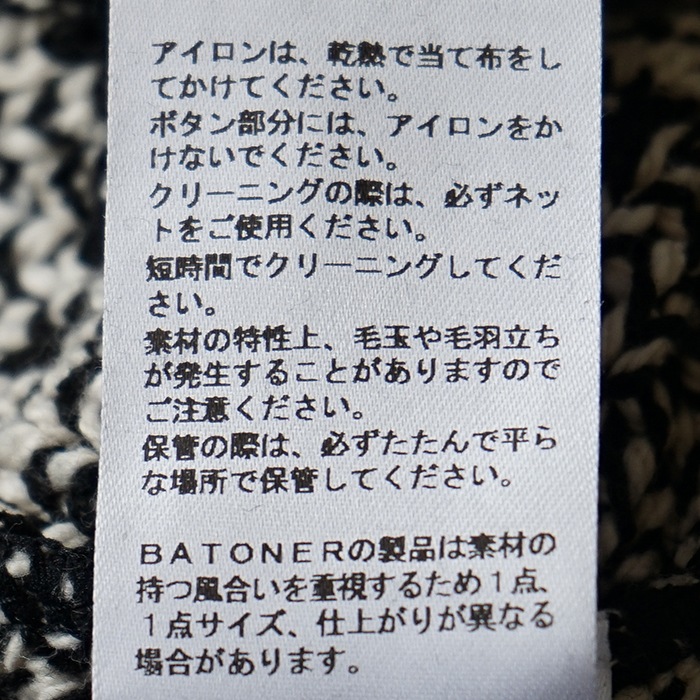 アイロンは、乾熱で当て布をし
てかけてください。
ボタン部分には、アイロンをか
けないでください。
クリーニングの際は、必ずネッ
トをご使用ください。
短時間でクリーニングしてくだ
さい。
素材の特性上、毛玉や毛羽立ち
が発生することがありますので
ご注意ください。
保管の際は、必ずたたんで平ら
な場所で保管してください。
BATONERの製品は素材の
持つ風合いを重視するため1点、
1点サイズ、仕上がりが異なる
場合があります。